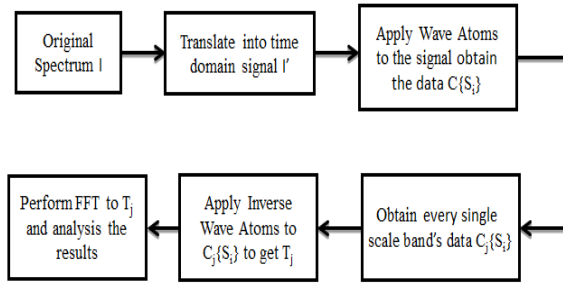 Original
Spectrum I
Translate into time
domain signal I'
Apply Wave Atoms
to the signal obtain
the data C{Sᵢ}
Perform FFT to Tⱼ
and analysis the
results
Apply Inverse
Wave Atoms to
Cⱼ{Sᵢ} to get Tⱼ
Obtain every single
scale band's data Cⱼ{Sᵢ}